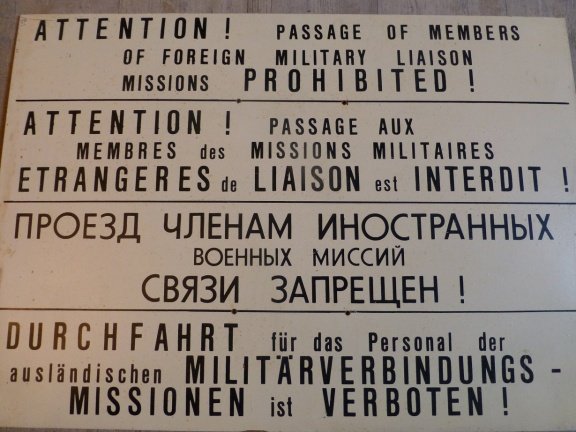 ATTENTION ! PASSAGE OF MEMBERS
OF FOREIGN MILITARY LIAISON
MISSIONS PROHIBITED !
ATTENTION ! PASSAGE AUX
MEMBRES des MISSIONS MILITAIRES
ETRANGERES de LIAISON est INTERDIT !
ПРОЕЗД ЧЛЕНАМ ИНОСТРАННЫХ
ВОЕННЫХ МИССИЙ
СВЯЗИ ЗАПРЕЩЕН !
DURCHFAHRT für das Personal der
ausländischen MILITÄRVERBINDUNGS -
MISSIONEN ist VERBOTEN !